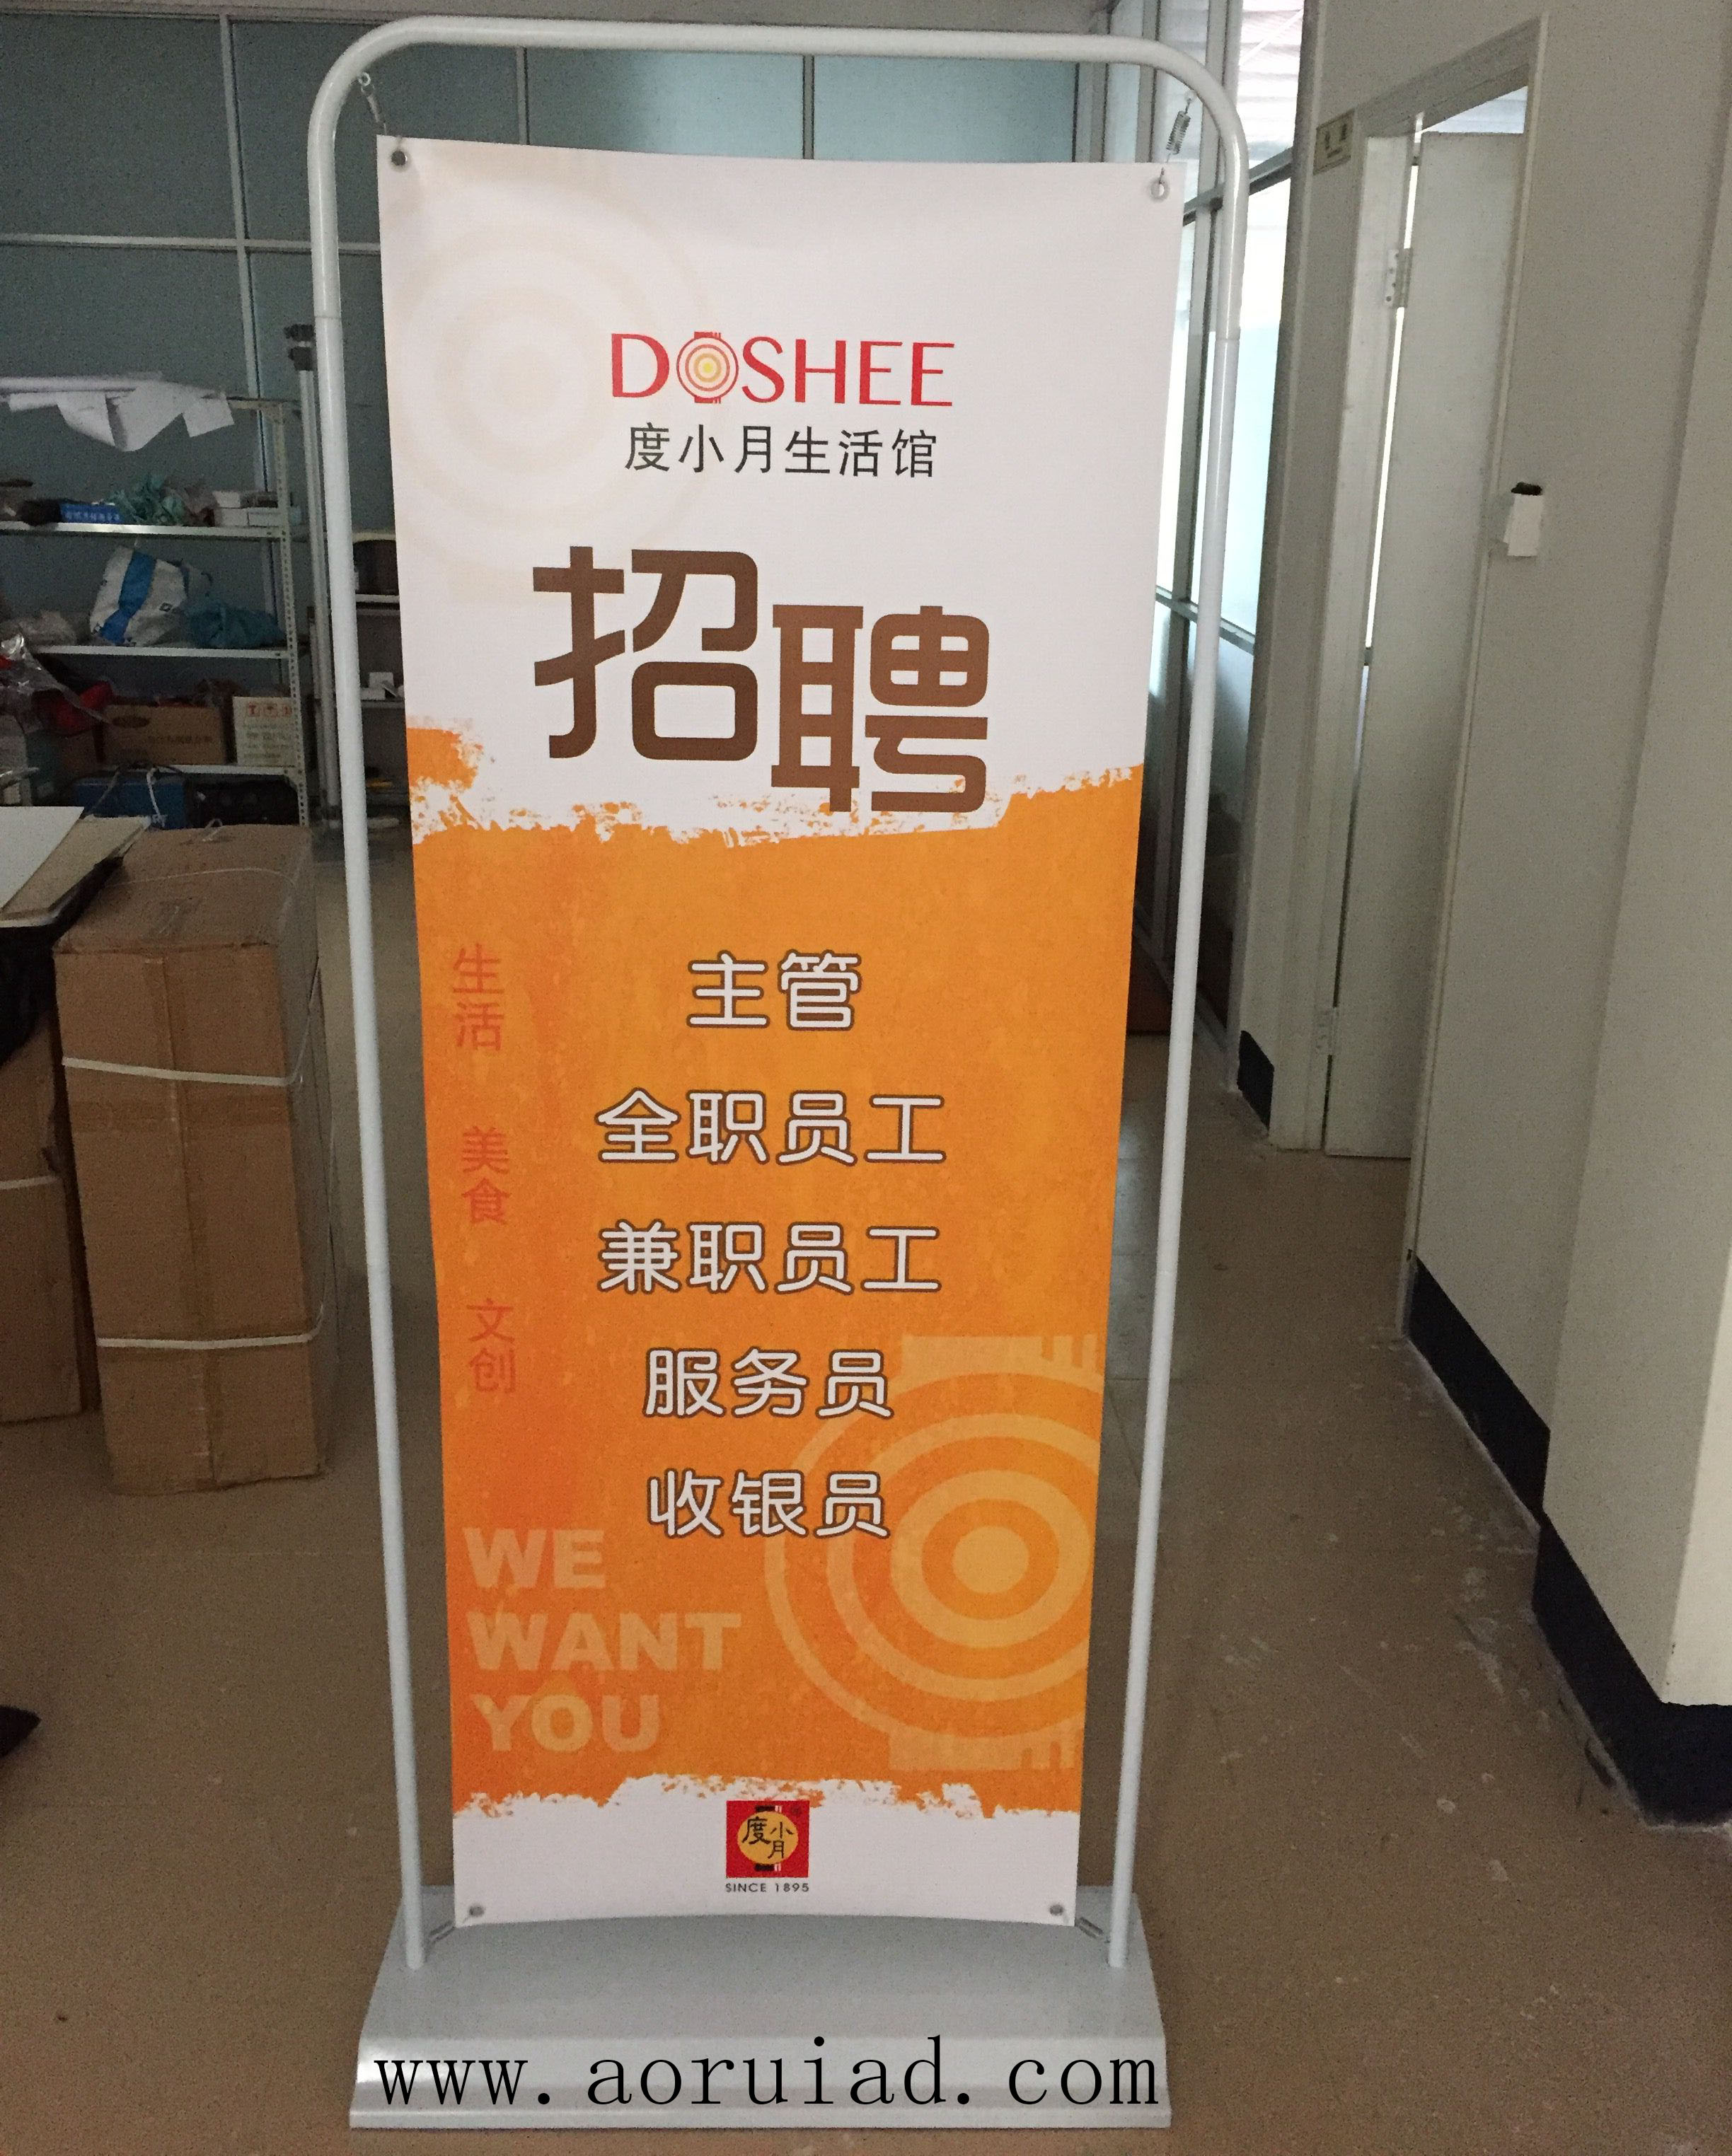 DOSHEE
度小月生活馆
招聘
生活 美食 文创
主管
全职员工
兼职员工
服务员
收银员
WE
WANT
YOU
度小月
SINCE 1895
www.aoruiad.com